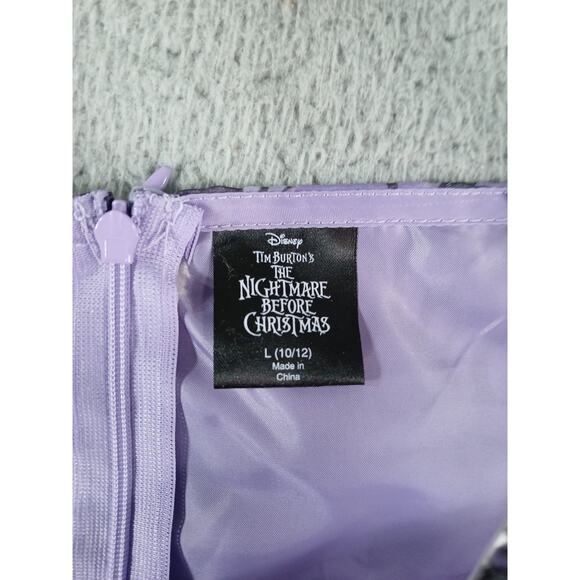 Disney
TIM BURTON'S
THE
NIGHTMARE
BEFORE
CHRISTMAS
L (10/12)
Made in
China